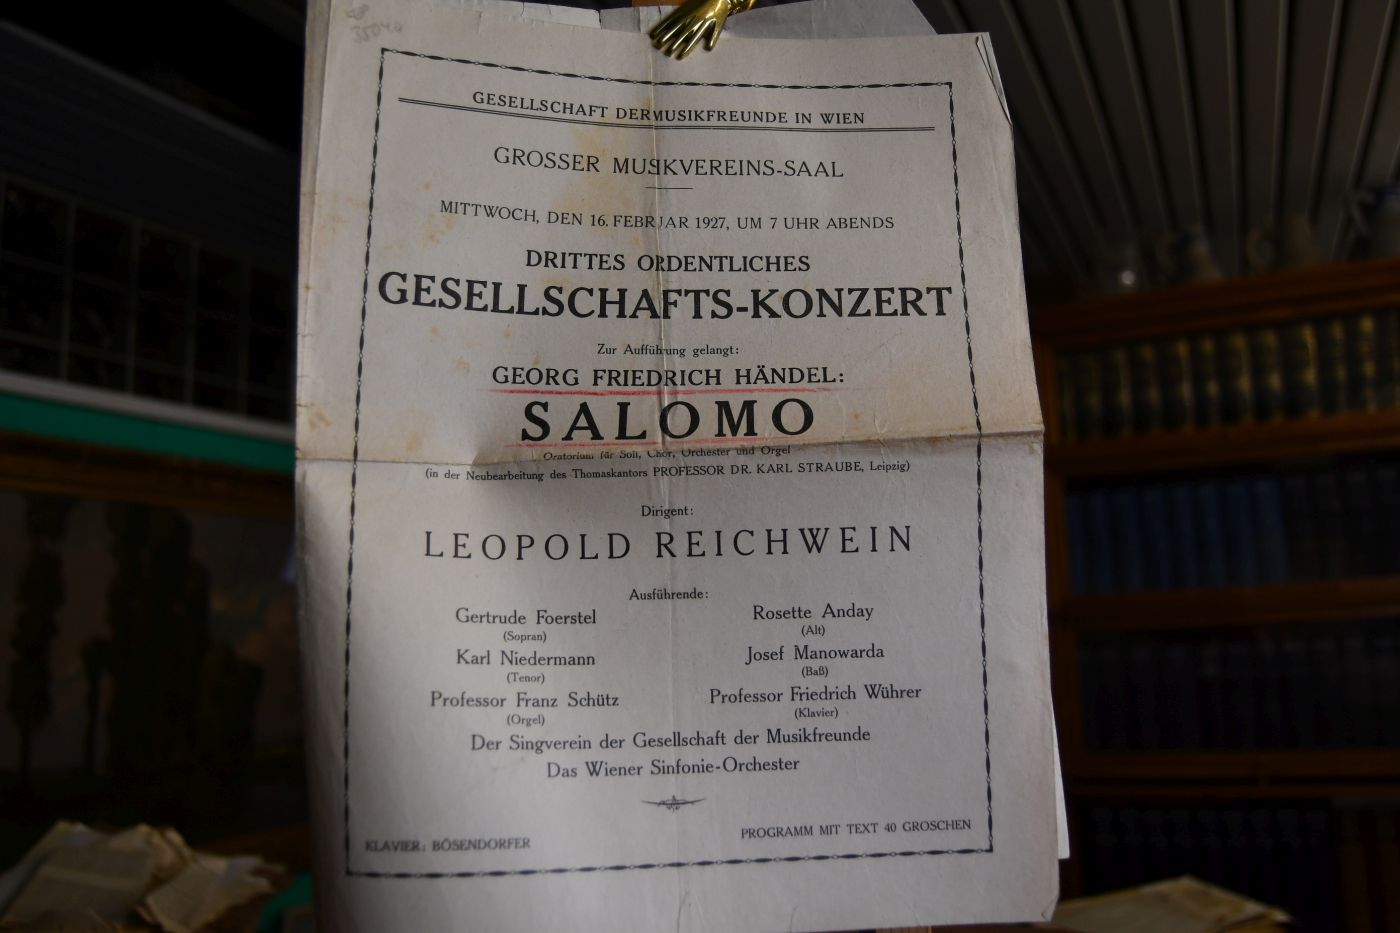 GESELLSCHAFT DER MUSIKFREUNDE IN WIEN
GROSSER MUSIKVEREINS-SAAL
MITTWOCH, DEN 16. FEBRUAR 1927, UM 7 UHR ABENDS
DRITTES ORDENTLICHES
GESELLSCHAFTS-KONZERT
Zur Aufführung gelangt:
GEORG FRIEDRICH HÄNDEL:
SALOMO
Oratorium für Soli, Chor, Orchester und Orgel
(in der Neubearbeitung des Thomaskantors PROFESSOR DR. KARL STRAUBE, Leipzig)
Dirigent:
LEOPOLD REICHWEIN
Ausführende:
Gertrude Foerstel
(Sopran)
Rosette Anday
(Alt)
Karl Niedermann
(Tenor)
Josef Manowarda
(Baß)
Professor Franz Schütz
(Orgel)
Professor Friedrich Wührer
(Klavier)
Der Singverein der Gesellschaft der Musikfreunde
Das Wiener Sinfonie-Orchester
KLAVIER: BÖSENDORFER
PROGRAMM MIT TEXT 40 GROSCHEN